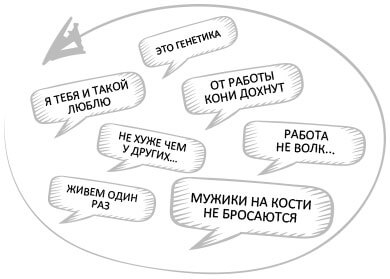 ЭТО ГЕНЕТИКА
Я ТЕБЯ И ТАКОЙ
ЛЮБЛЮ
ОТ РАБОТЫ
КОНИ ДОХНУТ
НЕ ХУЖЕ ЧЕМ
У ДРУГИХ...
РАБОТА
НЕ ВОЛК...
ЖИВЕМ ОДИН
РАЗ
МУЖИКИ НА КОСТИ
НЕ БРОСАЮТСЯ